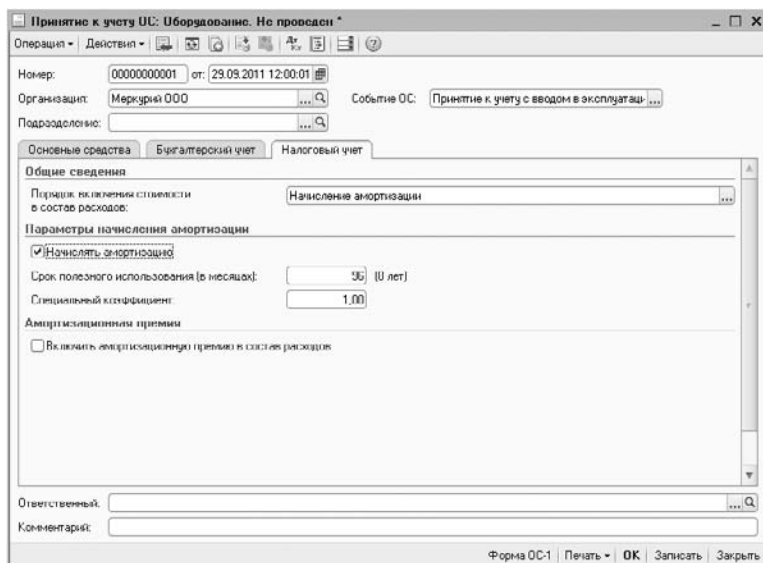 Принятие к учету ОС: Оборудование. Не проведен *
Операция Действия
Номер: 00000000001 от: 29.09.2011 12:00:01
Организация: Меркурий ООО ... Событие ОС: Принятие к учету с вводом в эксплуатаци ...
Подразделение: ...
Основные средства Бухгалтерский учет Налоговый учет
Общие сведения
Порядок включения стоимости Начисление амортизации ...
в состав расходов:
Параметры начисления амортизации
Начислять амортизацию
Срок полезного использования (в месяцах): 96 (8 лет)
Специальный коэффициент: 1,00
Амортизационная премия
Включить амортизационную премию в состав расходов
Ответственный: ...
Комментарий:
Форма ОС-1 Печать OK Записать Закрыть